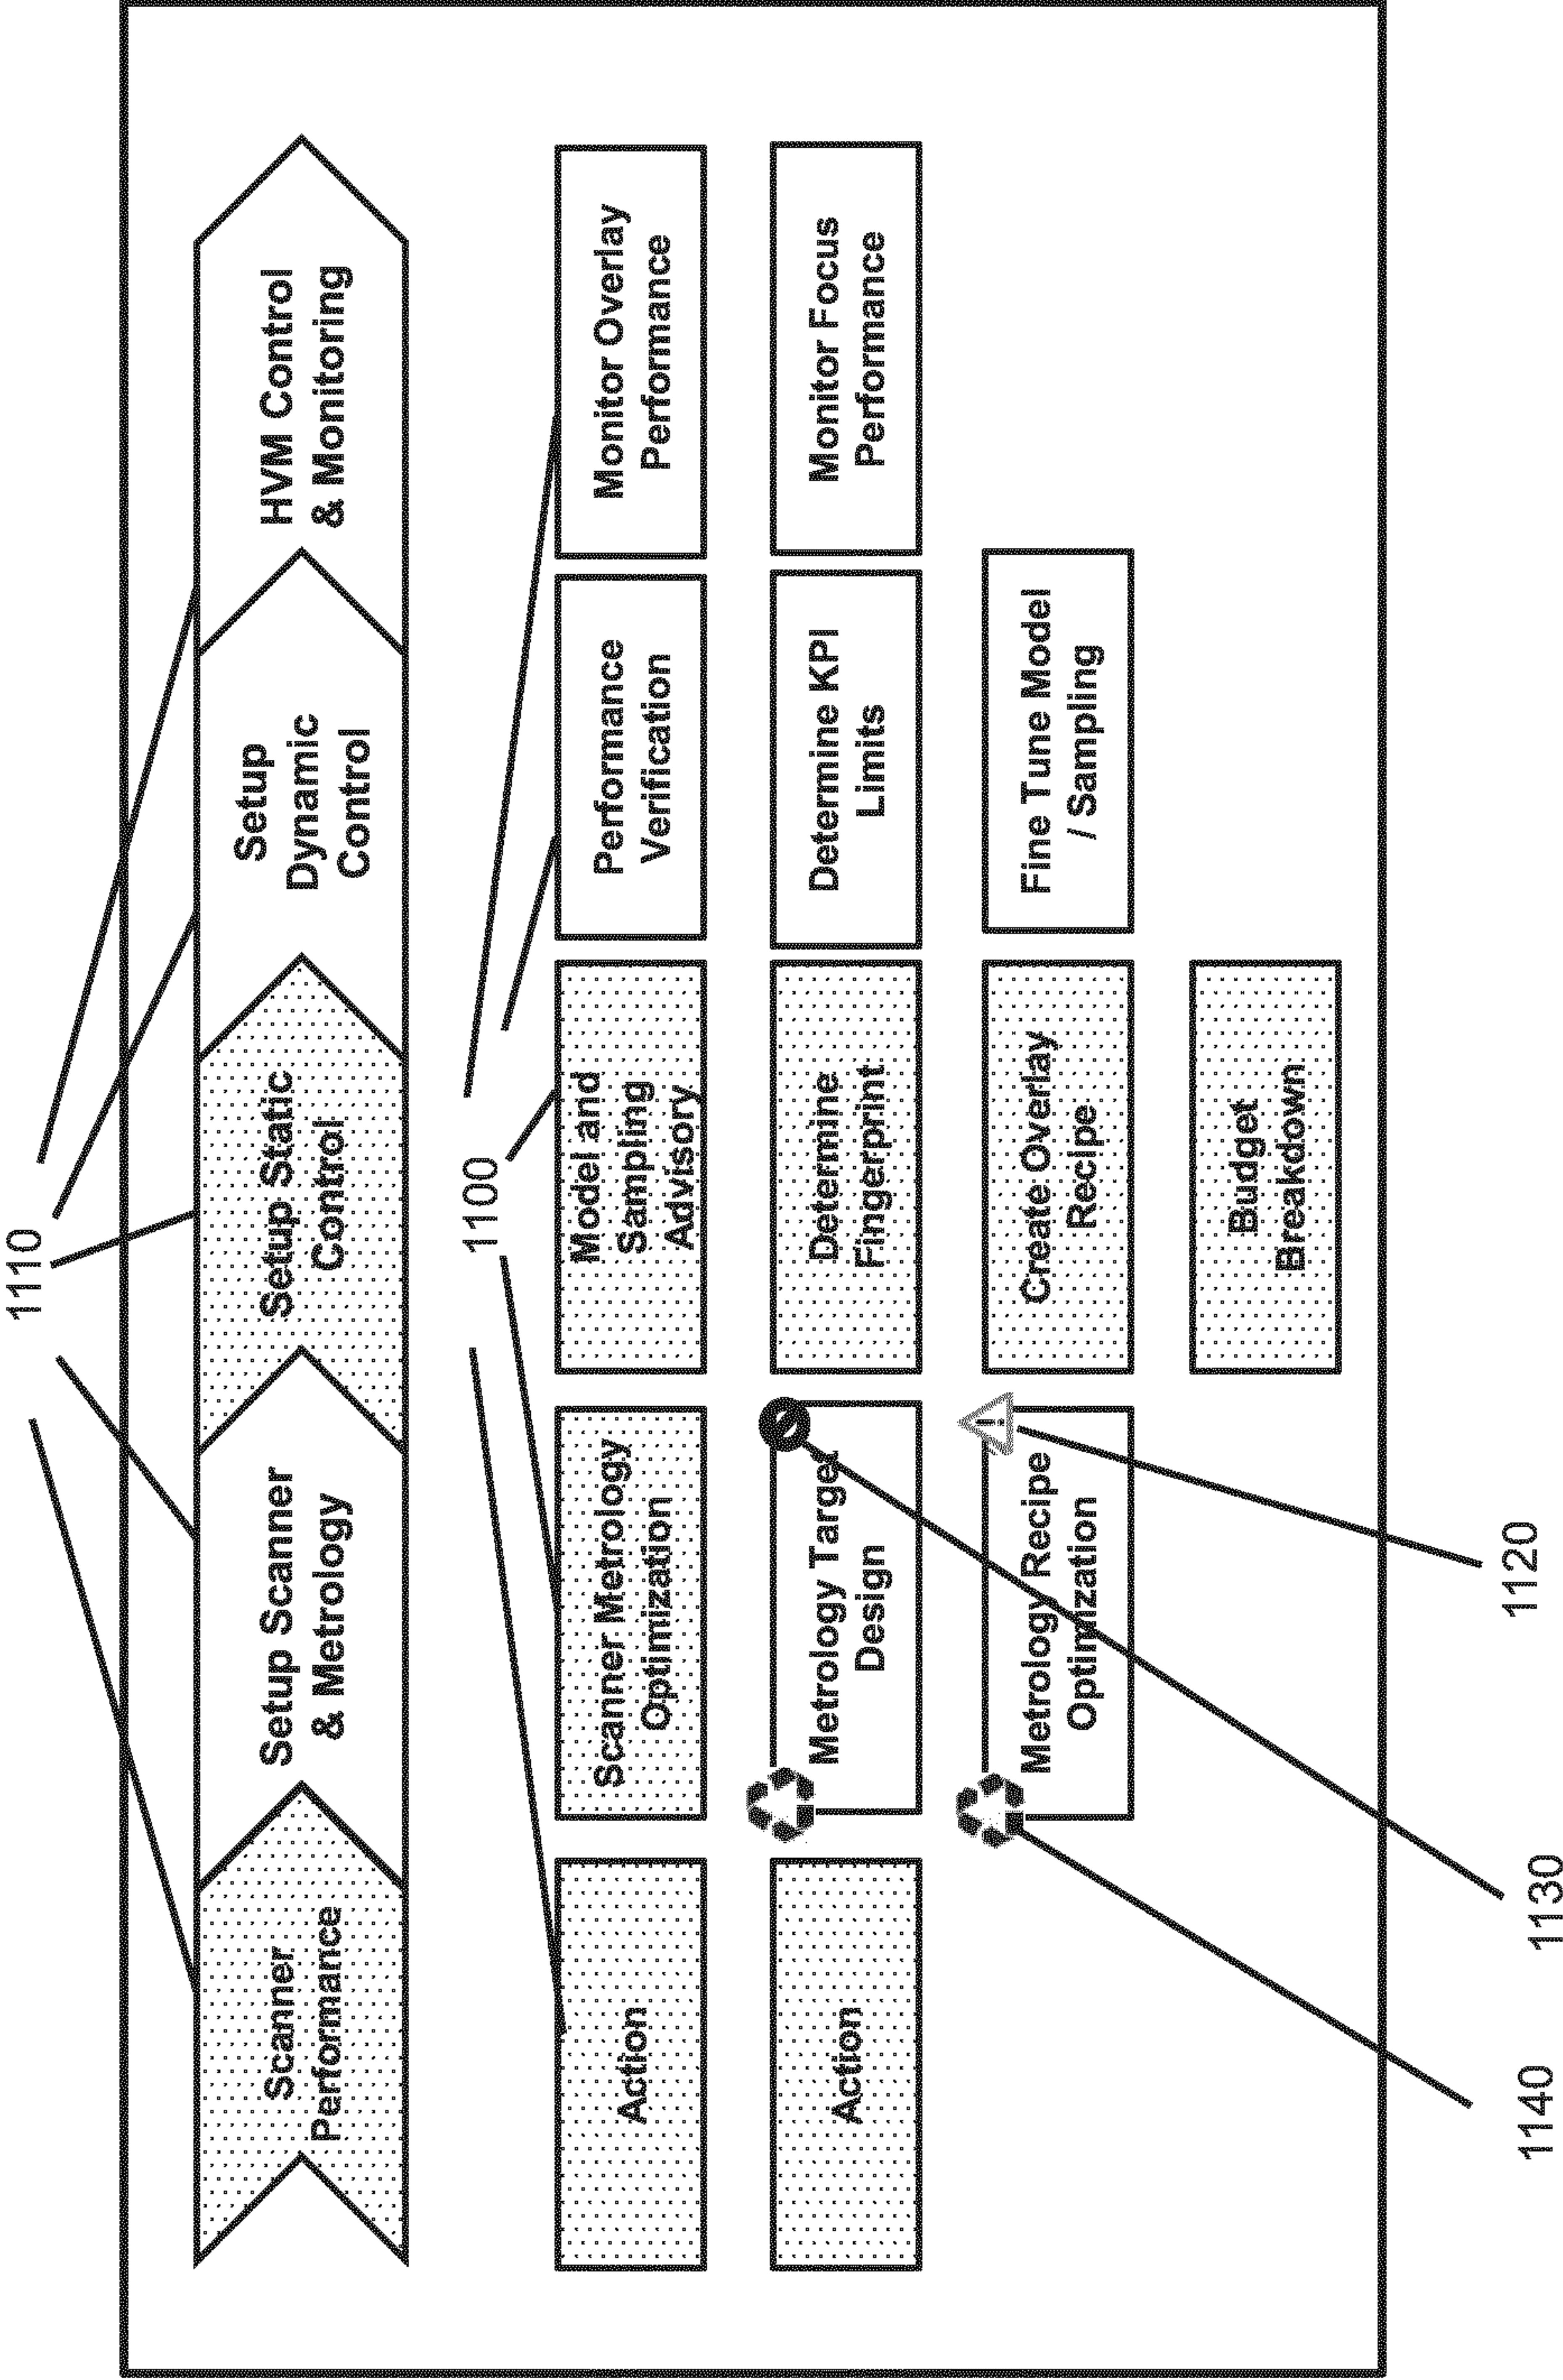 1110
Scanner
Performance
Setup Scanner
& Metrology
Setup Static
Control
Setup
Dynamic
Control
HVM Control
& Monitoring
1100
Action
Scanner Metrology
Optimization
Model and
Sampling
Advisory
Performance
Verification
Monitor Overlay
Performance
Action
Metrology Target
Design
Determine
Fingerprint
Determine KPI
Limits
Monitor Focus
Performance
!
Metrology Recipe
Optimization
Create Overlay
Recipe
Fine Tune Model
/ Sampling
Budget
Breakdown
1140
1130
1120